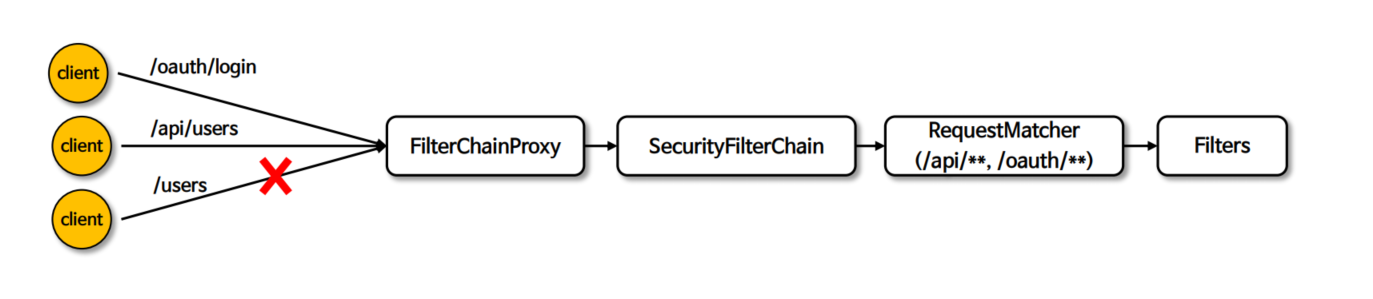 client
/oauth/login
client
/api/users
client
/users
FilterChainProxy
SecurityFilterChain
RequestMatcher
(/api/**, /oauth/**)
Filters